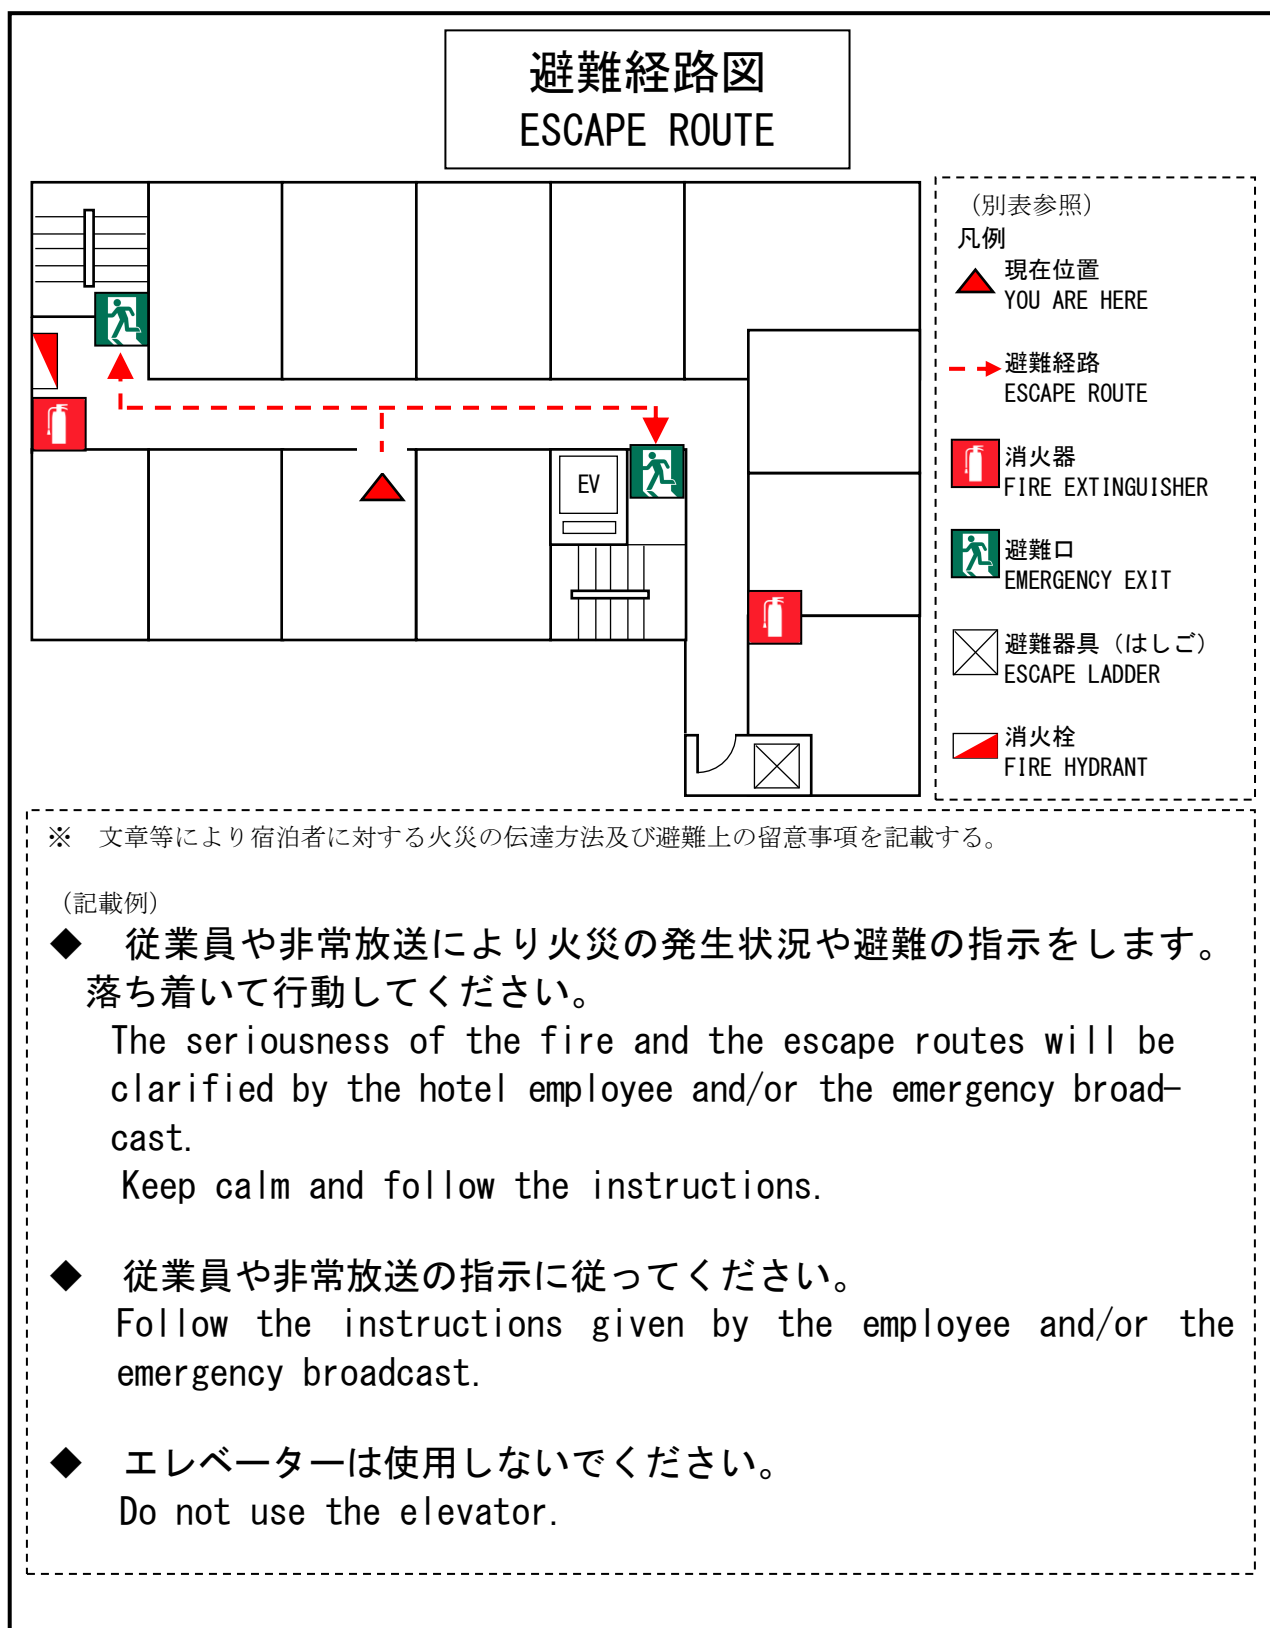 避難経路図
ESCAPE ROUTE
(別表参照)
凡例
現在位置
YOU ARE HERE
避難経路
ESCAPE ROUTE
消火器
FIRE EXTINGUISHER
避難口
EMERGENCY EXIT
避難器具（はしご）
ESCAPE LADDER
消火栓
FIRE HYDRANT
EV
※　文章等により宿泊者に対する火災の伝達方法及び避難上の留意事項を記載する。
（記載例）
◆　従業員や非常放送により火災の発生状況や避難の指示をします。
落ち着いて行動してください。
The seriousness of the fire and the escape routes will be
clarified by the hotel employee and/or the emergency broad-
cast.
Keep calm and follow the instructions.
◆　従業員や非常放送の指示に従ってください。
Follow the instructions given by the employee and/or the
emergency broadcast.
◆　エレベーターは使用しないでください。
Do not use the elevator.